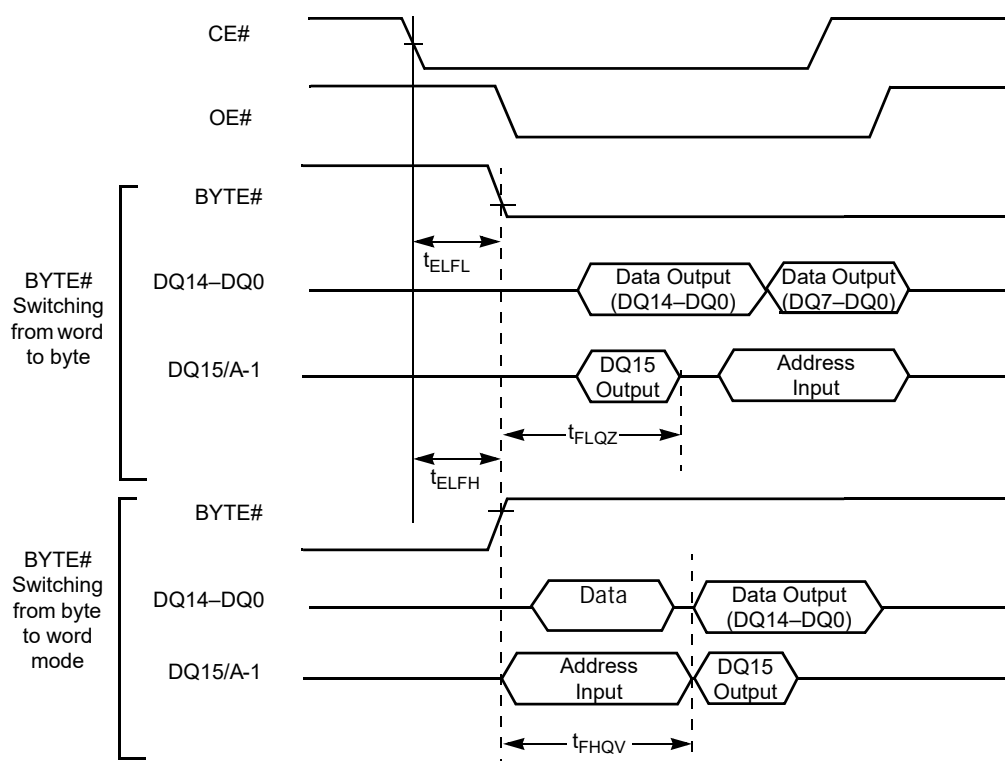 CE#
OE#
BYTE#
Switching
from word
to byte
BYTE#
tELFL
DQ14–DQ0
Data Output
(DQ14–DQ0)
Data Output
(DQ7–DQ0)
DQ15/A-1
DQ15
Output
Address
Input
tFLQZ
tELFH
BYTE#
Switching
from byte
to word
mode
BYTE#
DQ14–DQ0
Data
Data Output
(DQ14–DQ0)
DQ15/A-1
Address
Input
DQ15
Output
tFHQV